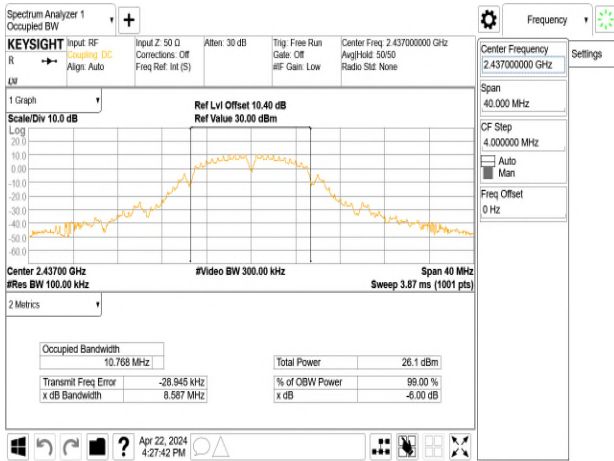 Spectrum Analyzer 1
Occupied BW
Frequency
KEYSIGHT
R
LXI
Input: RF
Coupling: DC
Align: Auto
Input Z: 50 Ω
Corrections: Off
Freq Ref: Int (S)
Atten: 30 dB
Trig: Free Run
Gate: Off
#IF Gain: Low
Center Freq: 2.437000000 GHz
Avg|Hold: 50/50
Radio Std: None
Center Frequency
2.437000000 GHz
Settings
Span
40.000 MHz
CF Step
4.000000 MHz
Auto
Man
Freq Offset
0 Hz
1 Graph
Scale/Div 10.0 dB
Ref Lvl Offset 10.40 dB
Ref Value 30.00 dBm
Log
20.0
10.0
0.00
-10.0
-20.0
-30.0
-40.0
-50.0
-60.0
Center 2.43700 GHz
#Res BW 100.00 kHz
#Video BW 300.00 kHz
Span 40 MHz
Sweep 3.87 ms (1001 pts)
2 Metrics
Occupied Bandwidth
10.768 MHz
Total Power 26.1 dBm
Transmit Freq Error -28.945 kHz
% of OBW Power 99.00 %
x dB Bandwidth 8.587 MHz
x dB -6.00 dB
?
Apr 22, 2024
4:27:42 PM